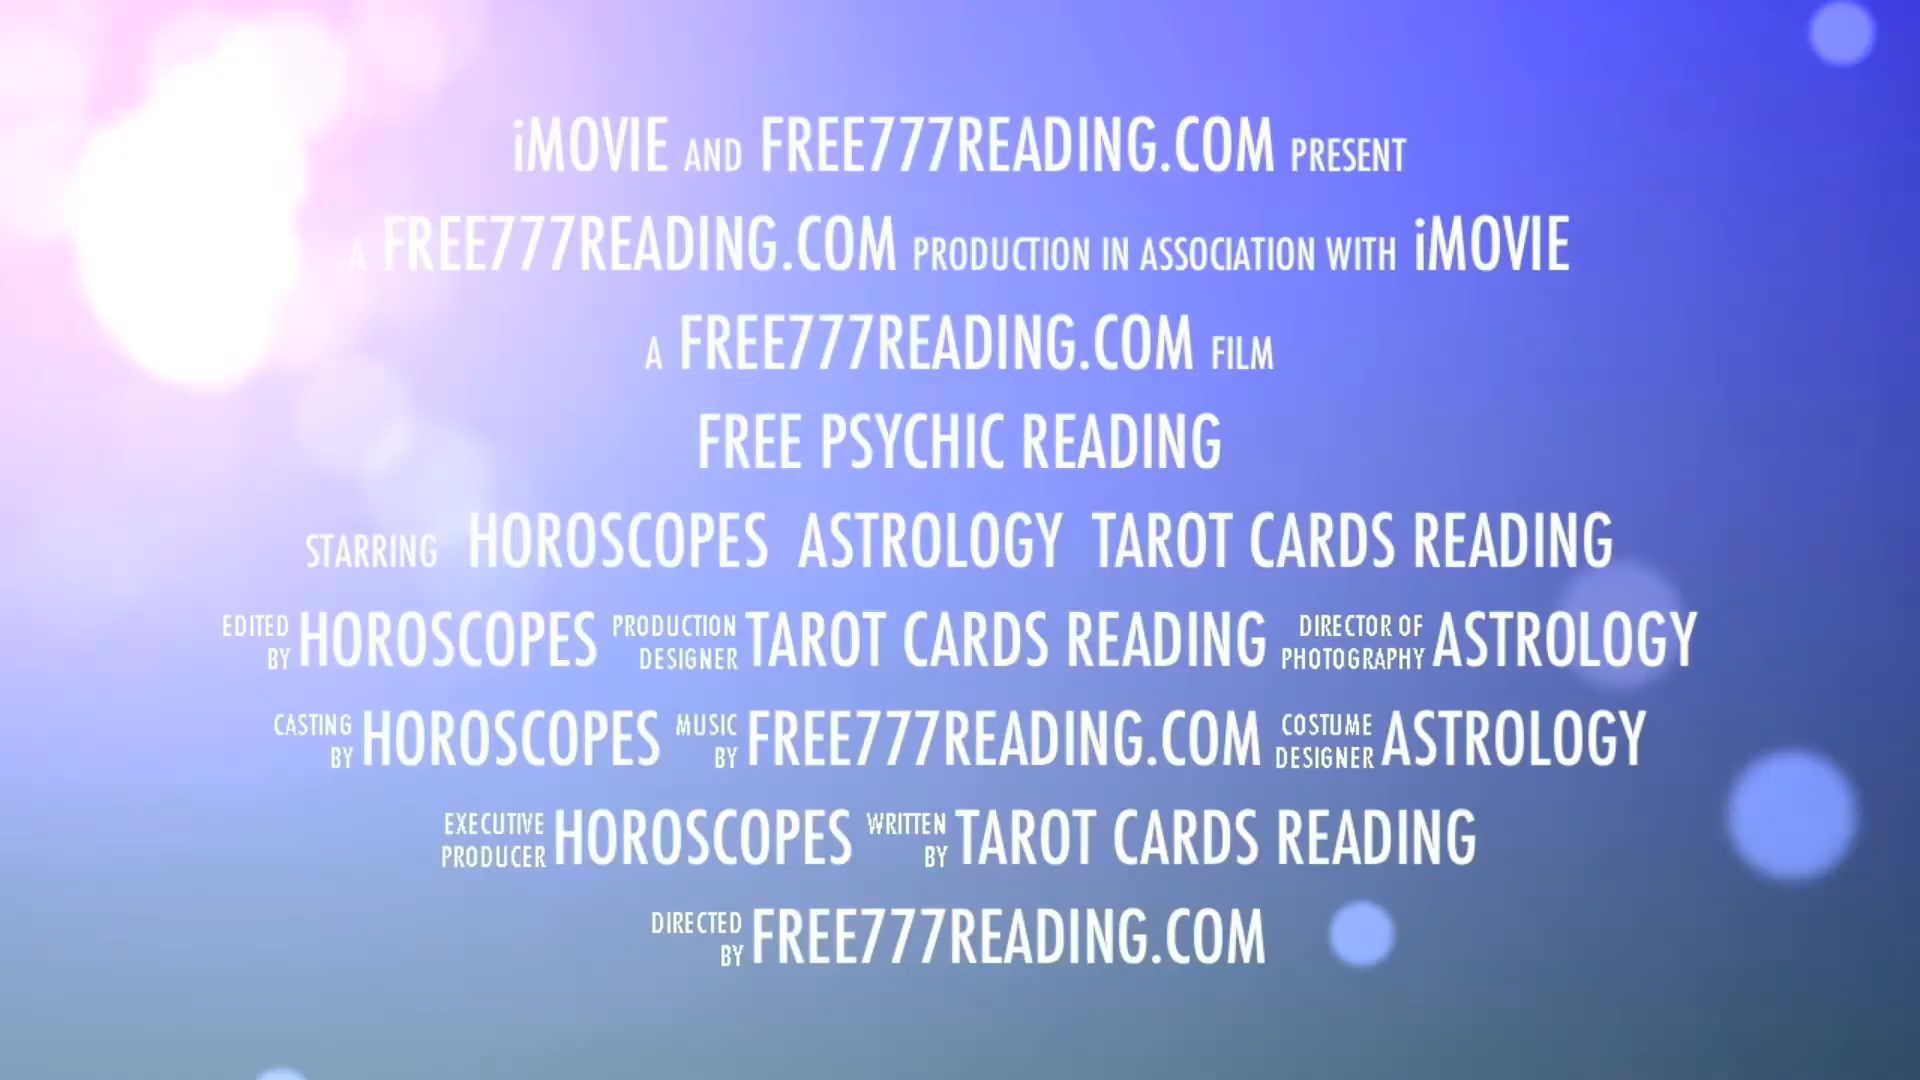 iMOVIE AND FREE777READING.COM PRESENT
A FREE777READING.COM PRODUCTION IN ASSOCIATION WITH iMOVIE
A FREE777READING.COM FILM
FREE PSYCHIC READING
STARRING HOROSCOPES ASTROLOGY TAROT CARDS READING
EDITED BY HOROSCOPES PRODUCTION DESIGNER TAROT CARDS READING DIRECTOR OF PHOTOGRAPHY ASTROLOGY
CASTING BY HOROSCOPES MUSIC BY FREE777READING.COM COSTUME DESIGNER ASTROLOGY
EXECUTIVE PRODUCER HOROSCOPES WRITTEN BY TAROT CARDS READING
DIRECTED BY FREE777READING.COM